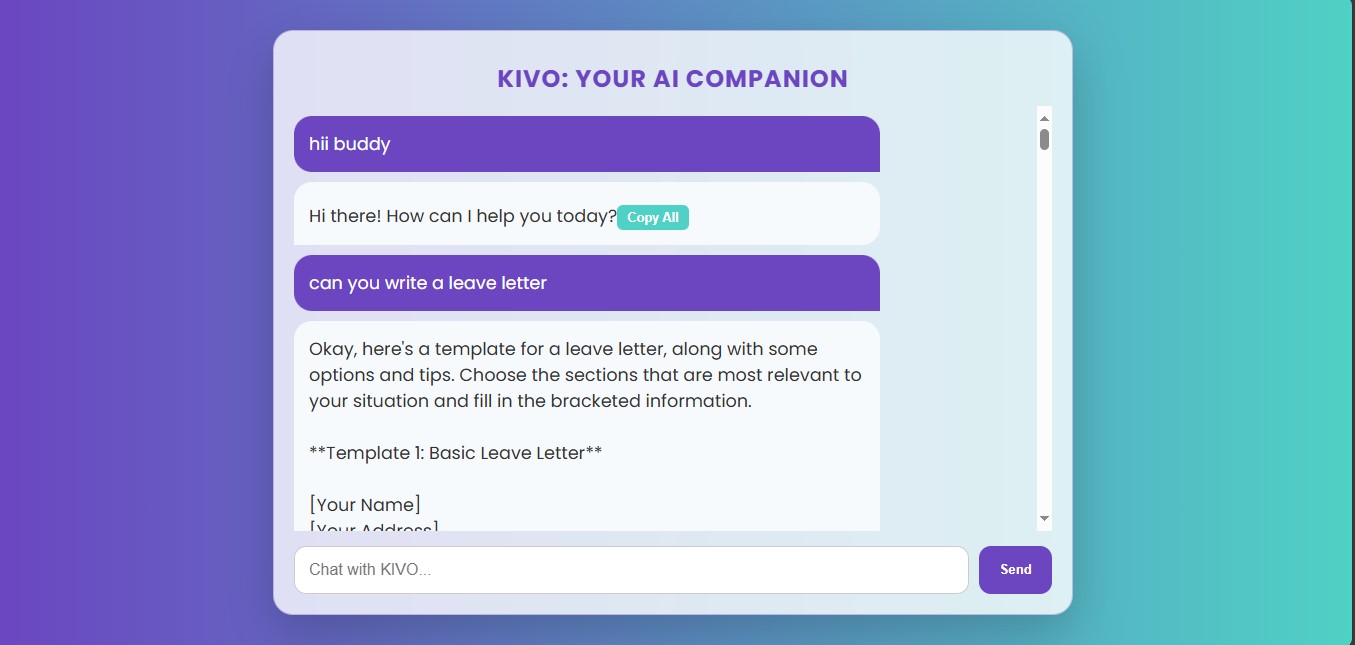 KIVO: YOUR AI COMPANION
hii buddy
Hi there! How can I help you today? Copy All
can you write a leave letter
Okay, here's a template for a leave letter, along with some
options and tips. Choose the sections that are most relevant to
your situation and fill in the bracketed information.
**Template 1: Basic Leave Letter**
[Your Name]
[Your Address]
Chat with KIVO...
Send